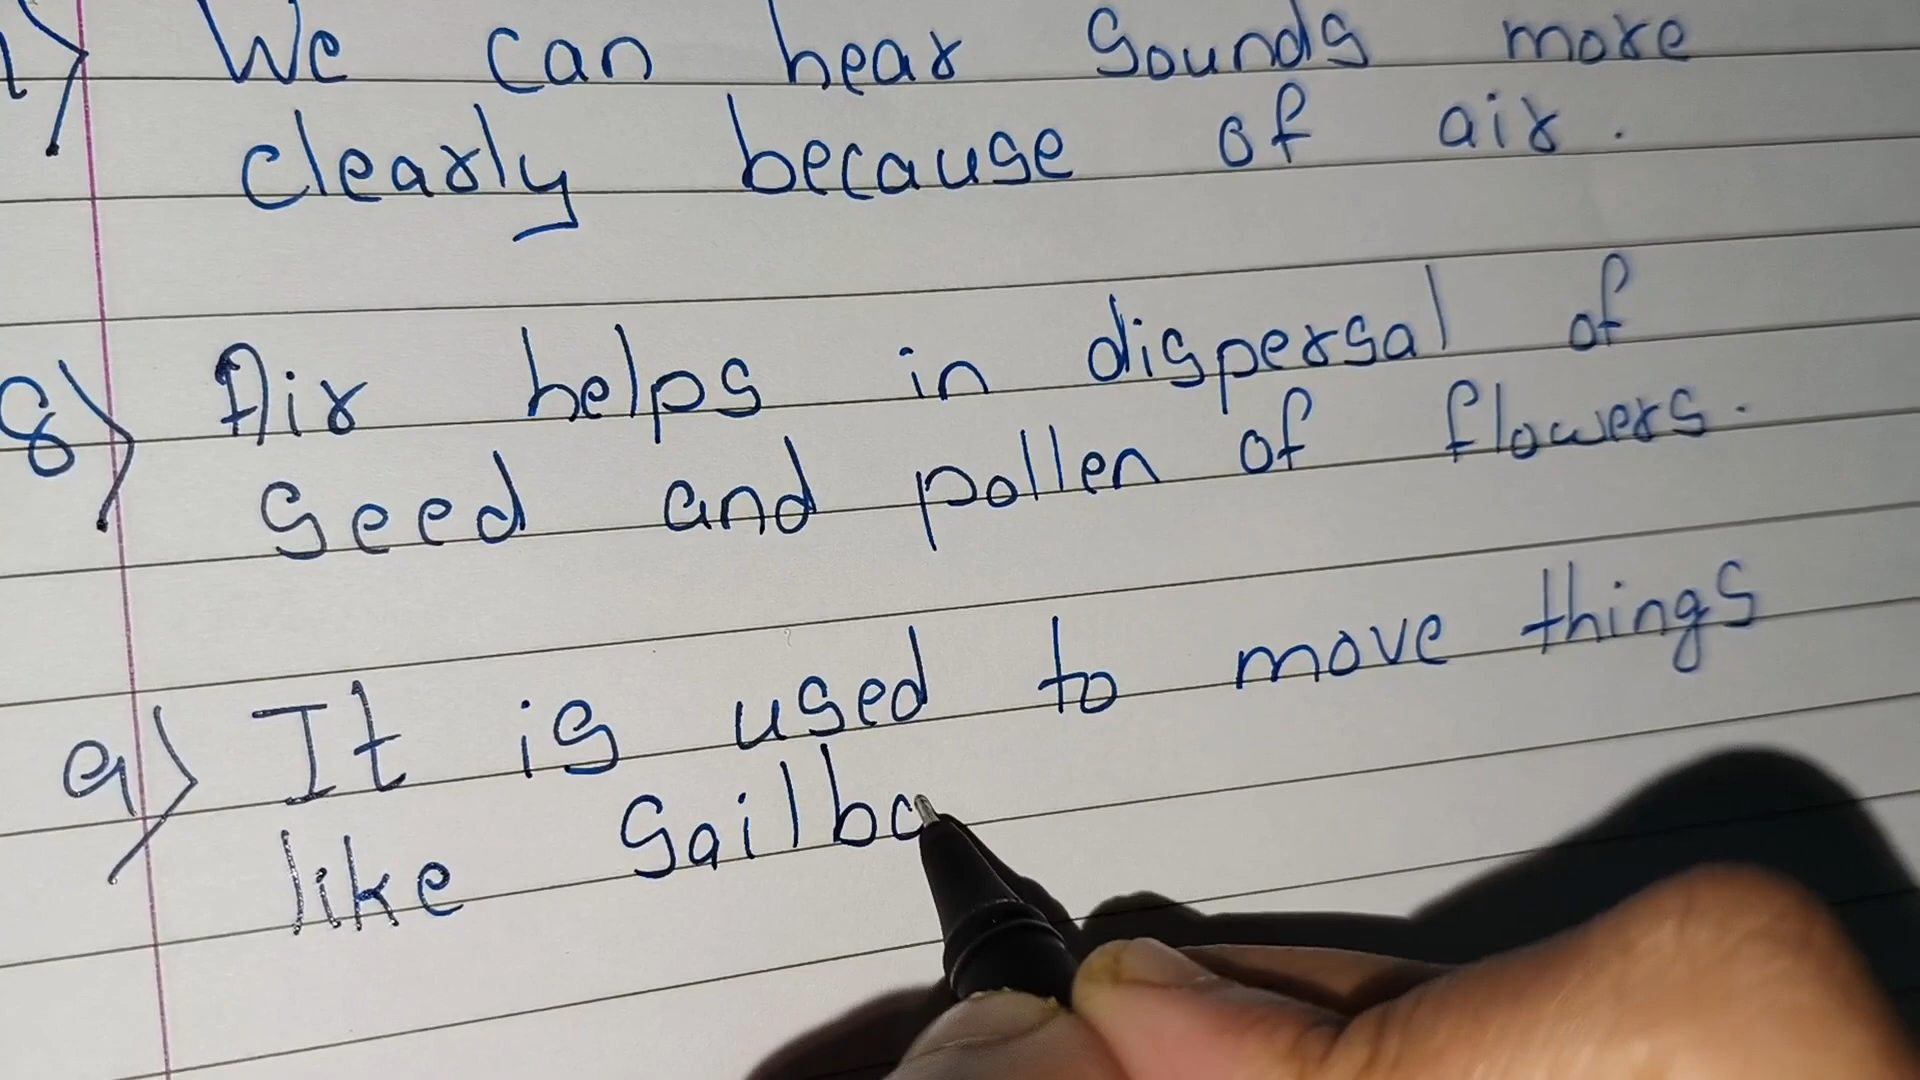 We can hear sounds more
clearly because of air.
8) Air helps in dispersal of
seed and pollen of flowers.
9) It is used to move things
like sailbo